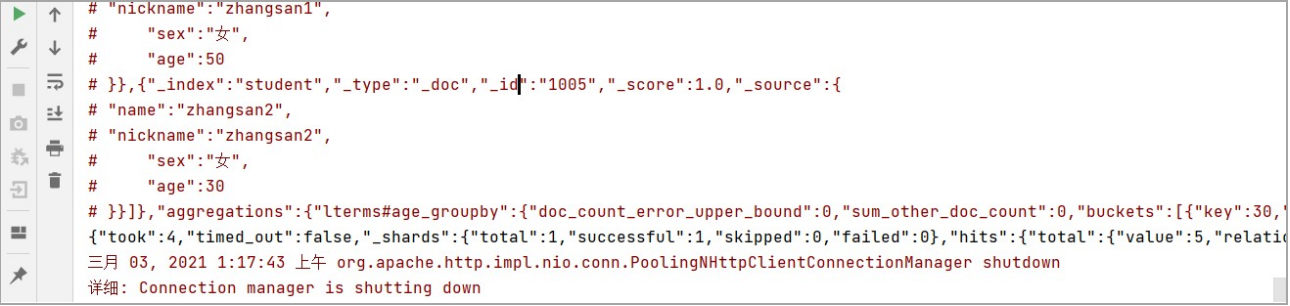 # "nickname":"zhangsan1",
#     "sex":"女",
#     "age":50
# }},{"_index":"student","_type":"_doc","_id":"1005","_score":1.0,"_source":{
# "name":"zhangsan2",
# "nickname":"zhangsan2",
#     "sex":"女",
#     "age":30
# }}]},"aggregations":{"lterms#age_groupby":{"doc_count_error_upper_bound":0,"sum_other_doc_count":0,"buckets":[{"key":30,"
{"took":4,"timed_out":false,"_shards":{"total":1,"successful":1,"skipped":0,"failed":0},"hits":{"total":{"value":5,"relatio
三月 03, 2021 1:17:43 上午 org.apache.http.impl.nio.conn.PoolingNHttpClientConnectionManager shutdown
详细: Connection manager is shutting down